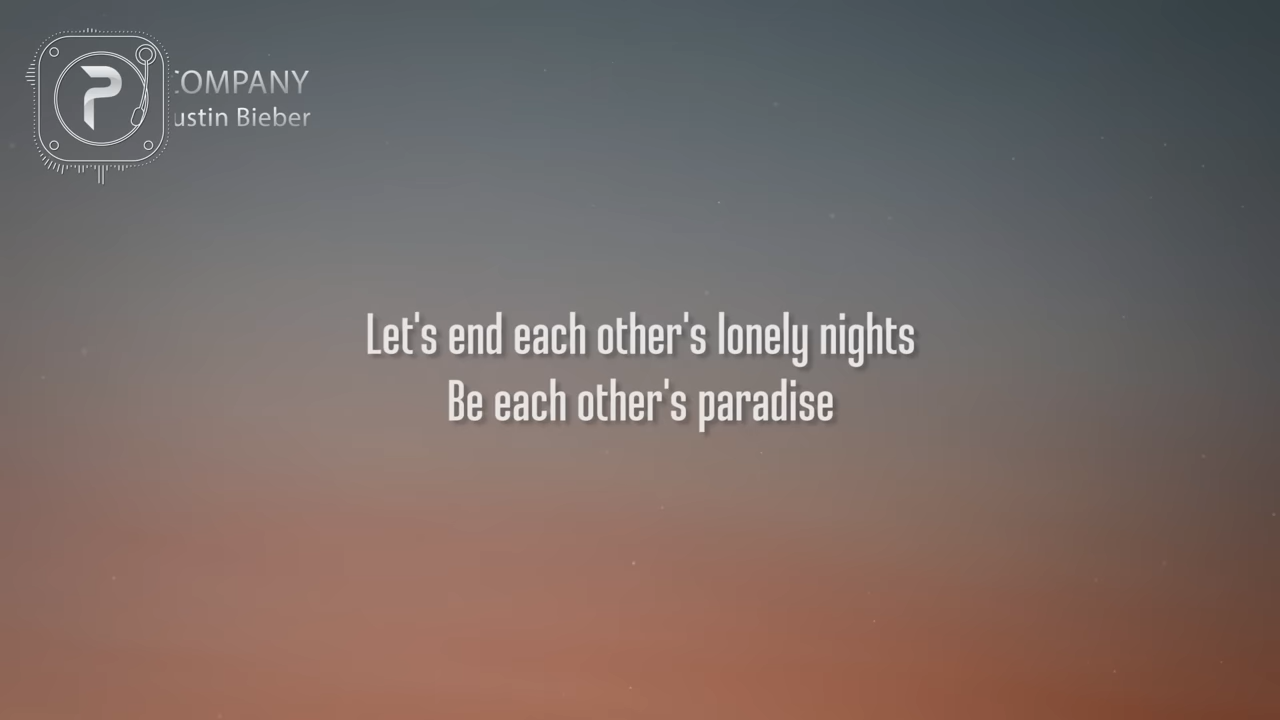 COMPANY
ustin Bieber
Let's end each other's lonely nights
Be each other's paradise